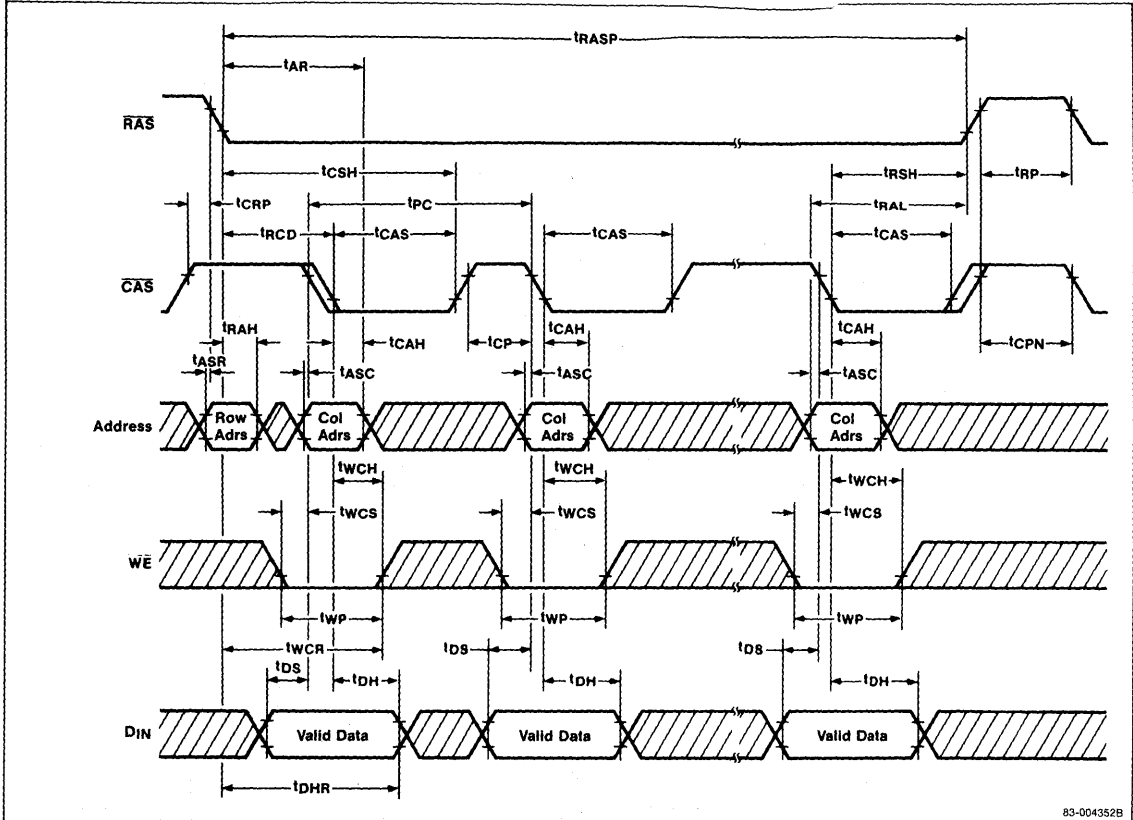 tRASP
tAR
RAS
tCSH
tRSH
tRP
tCRP
tPC
tRAL
tRCD
tCAS
tCAS
tCAS
CAS
tRAH
tCAH
tCP
tCAH
tCAH
tCPN
tASR
tASC
tASC
tASC
Address
Row Adrs
Col Adrs
Col Adrs
Col Adrs
tWCH
tWCH
tWCH
tWCS
tWCS
tWCS
WE
tWP
tWP
tWP
tWCR
tDS
tDS
tDS
tDH
tDH
tDH
DIN
Valid Data
Valid Data
Valid Data
tDHR
83-004352B